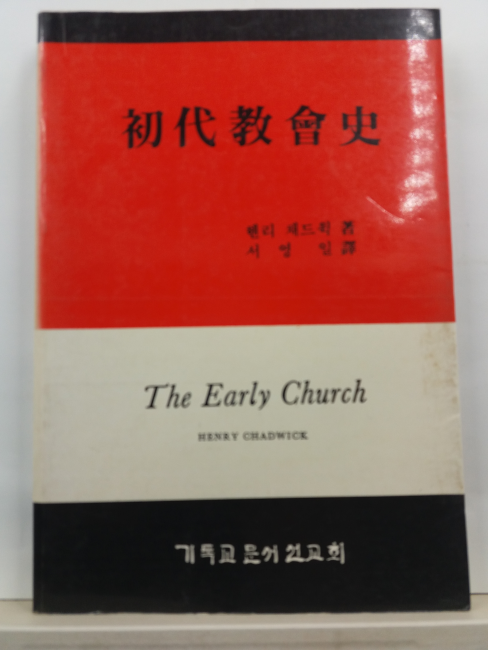 初代教會史
헨리 채드윅 著
서영일 譯
The Early Church
HENRY CHADWICK
기독교문서선교회